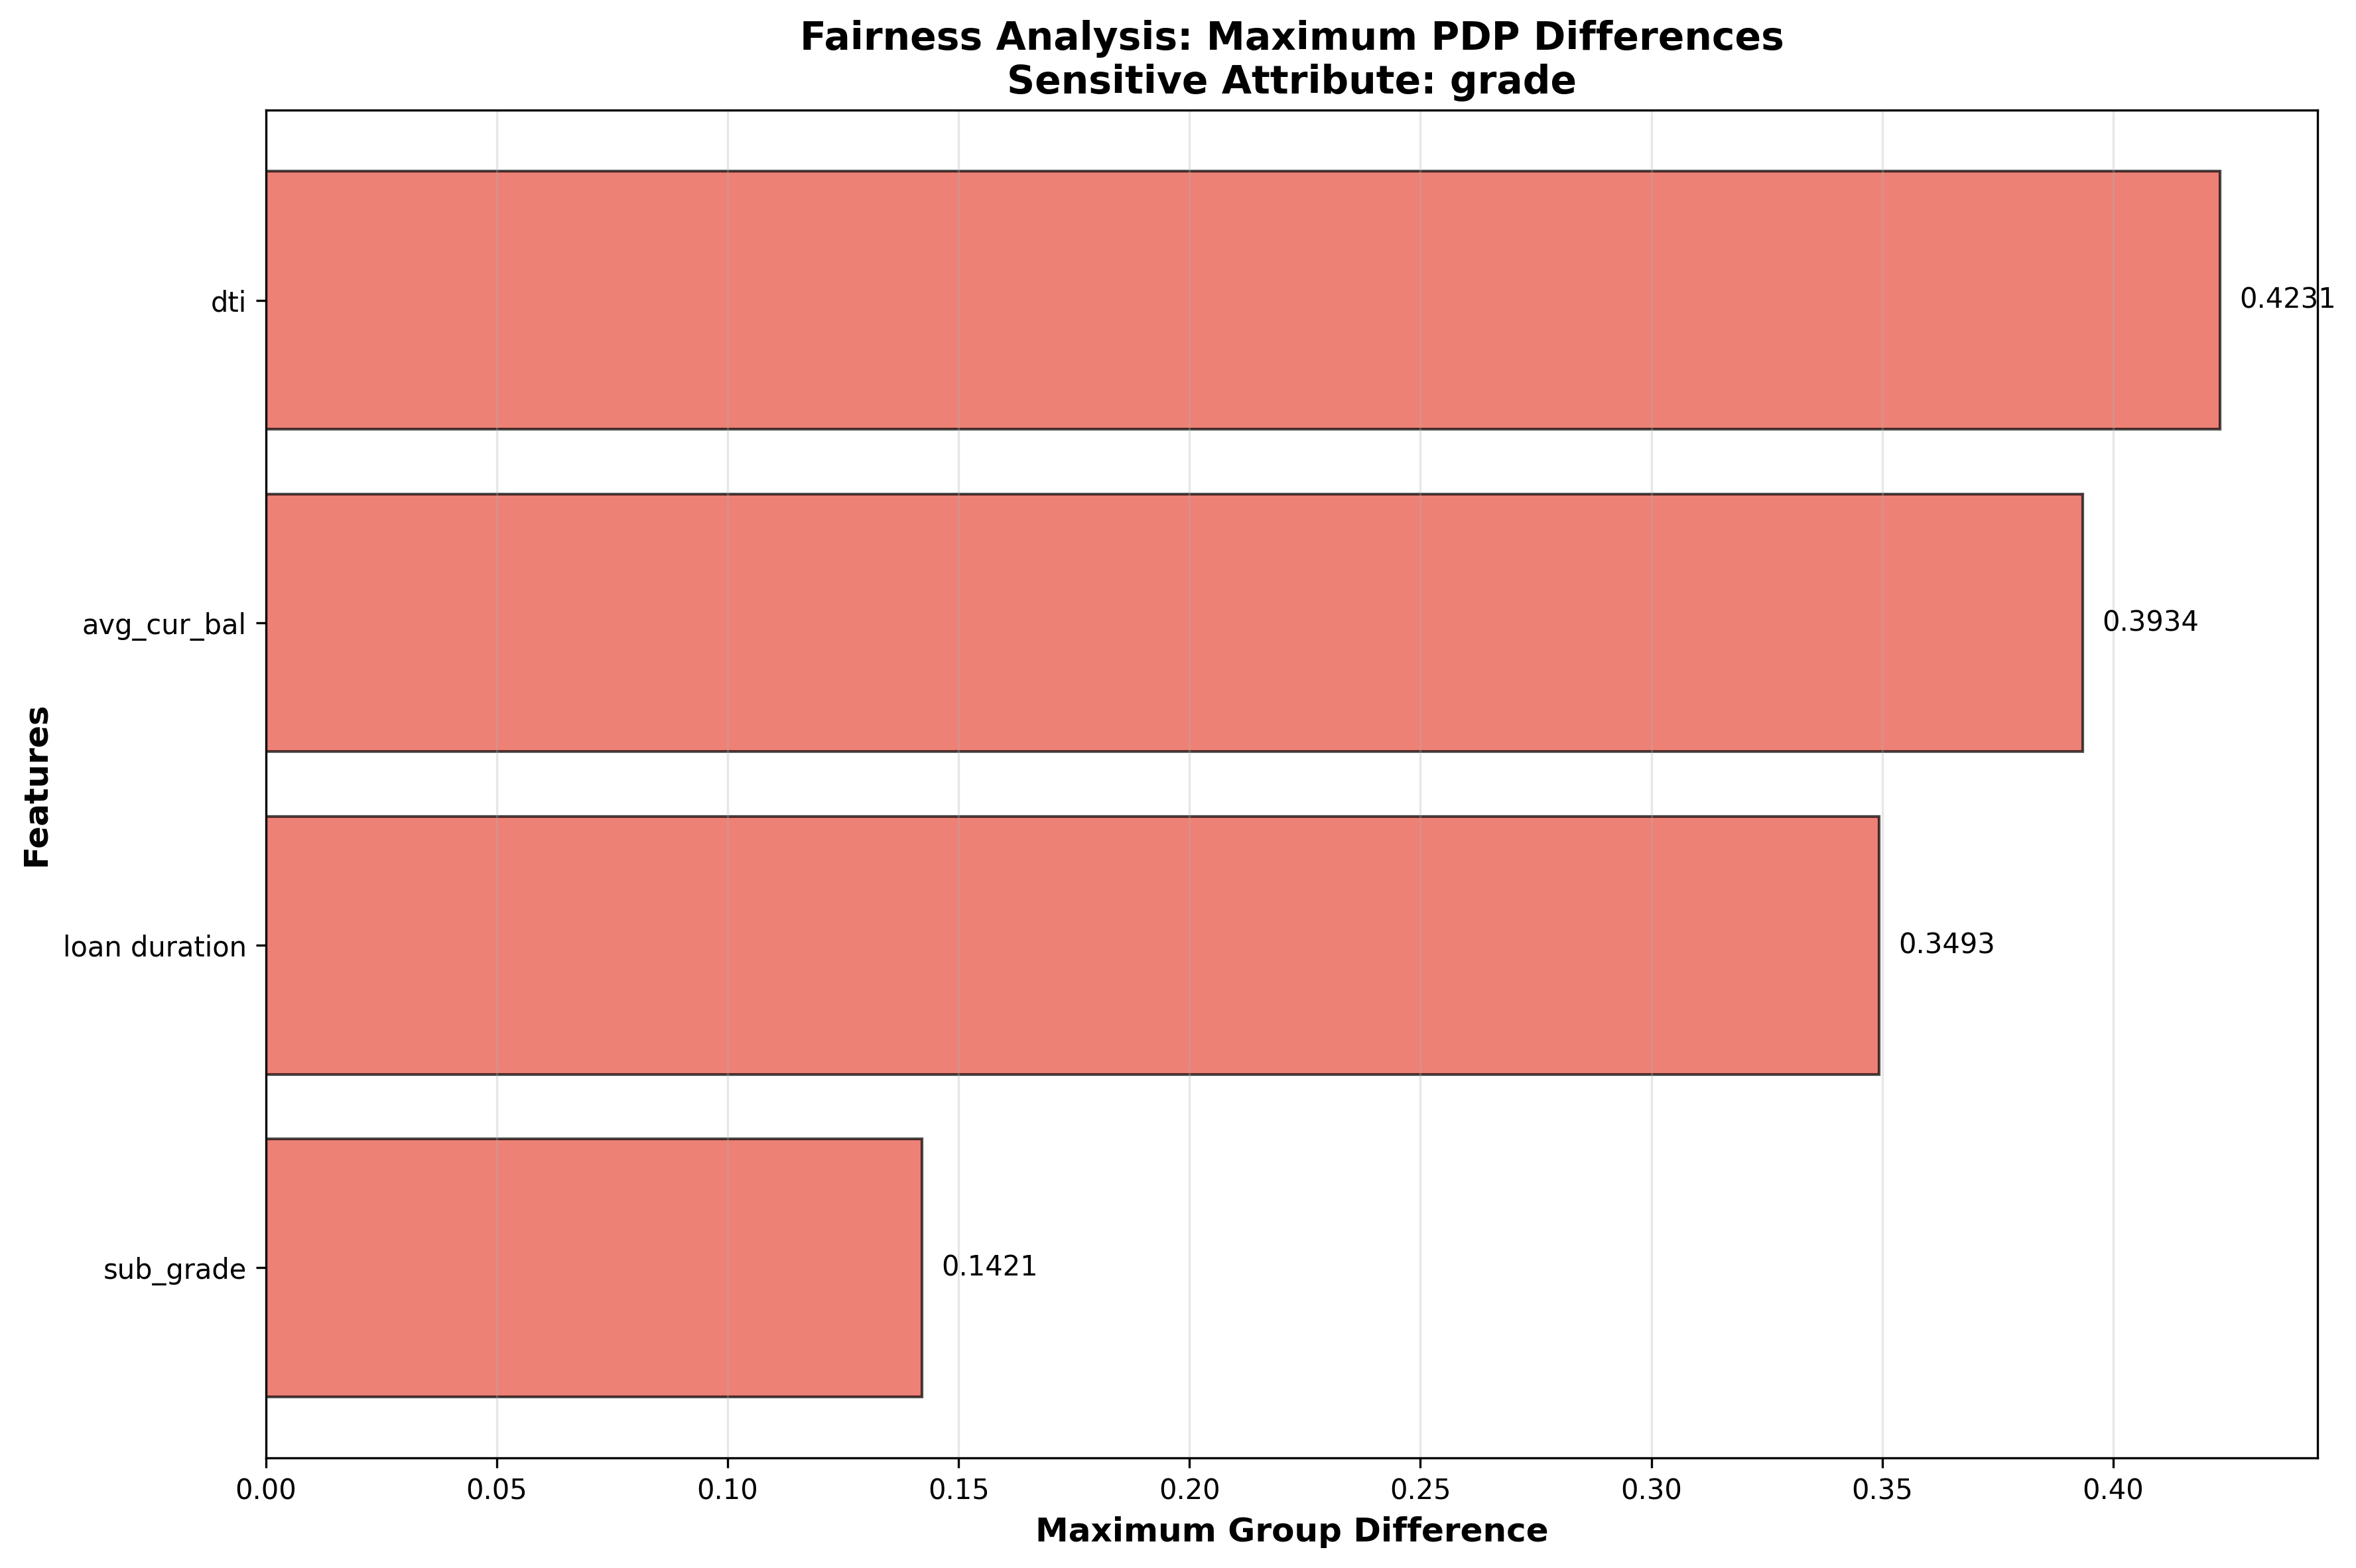 Fairness Analysis: Maximum PDP Differences
Sensitive Attribute: grade
Features
dti
0.4231
avg_cur_bal
0.3934
loan duration
0.3493
sub_grade
0.1421
0.00
0.05
0.10
0.15
0.20
0.25
0.30
0.35
0.40
Maximum Group Difference